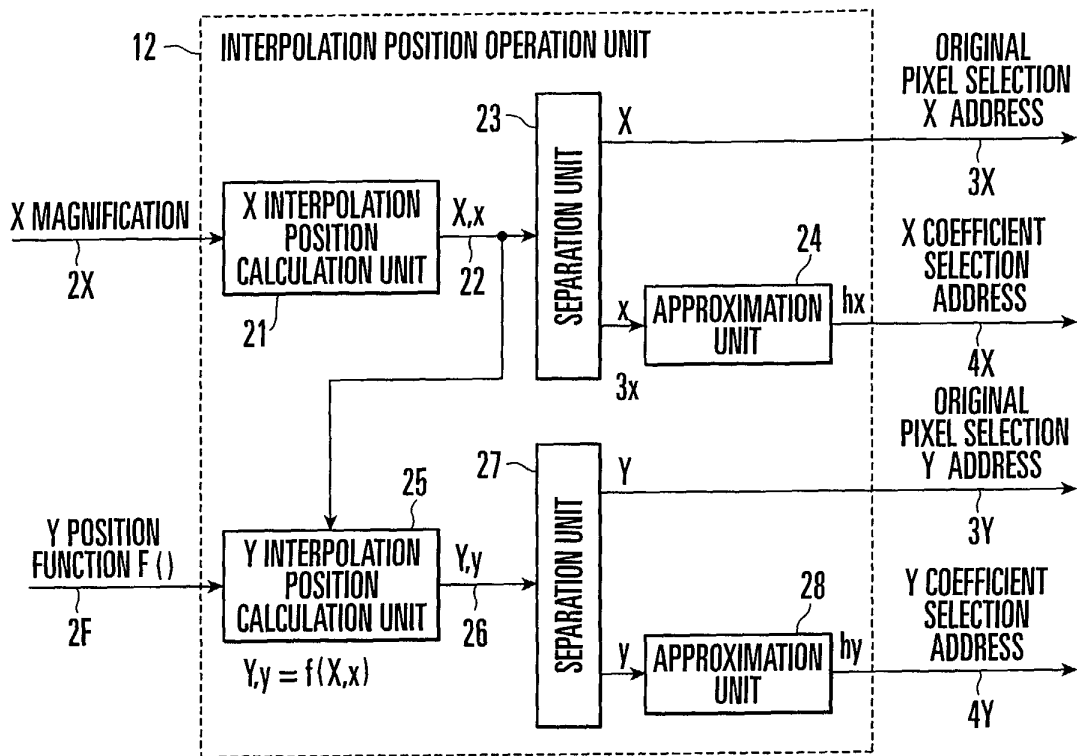 12
INTERPOLATION POSITION OPERATION UNIT
ORIGINAL
PIXEL SELECTION
X ADDRESS
23
X
3X
X MAGNIFICATION
2X
X INTERPOLATION
POSITION
CALCULATION UNIT
21
X,x
22
SEPARATION UNIT
X COEFFICIENT
SELECTION
ADDRESS
24
x
APPROXIMATION
UNIT
hx
4X
3x
ORIGINAL
PIXEL SELECTION
Y ADDRESS
27
Y
3Y
25
Y POSITION
FUNCTION F ( )
2F
Y INTERPOLATION
POSITION
CALCULATION UNIT
Y,y
26
Y,y = f(X,x)
SEPARATION UNIT
Y COEFFICIENT
SELECTION
ADDRESS
28
y
APPROXIMATION
UNIT
hy
4Y